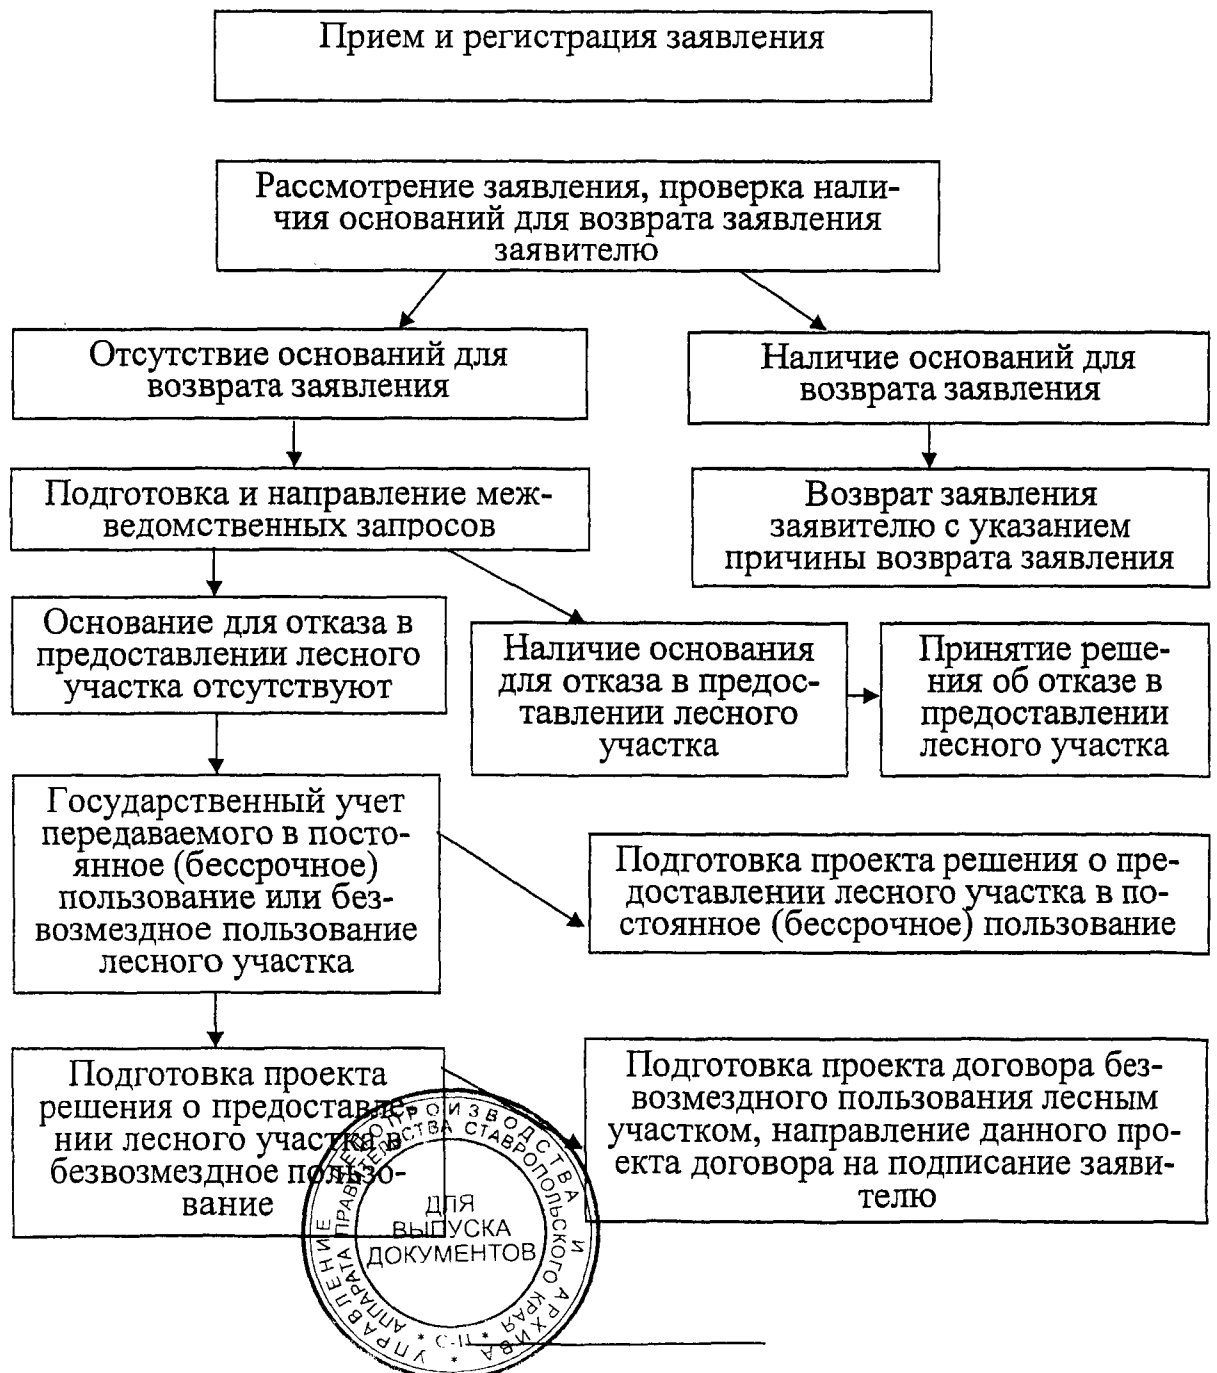 Прием и регистрация заявления
Рассмотрение заявления, проверка нали-
чия оснований для возврата заявления
заявителю
Отсутствие оснований для
возврата заявления
Наличие оснований для
возврата заявления
Подготовка и направление меж-
ведомственных запросов
Возврат заявления
заявителю с указанием
причины возврата заявления
Основание для отказа в
предоставлении лесного
участка отсутствуют
Наличие основания
для отказа в предос-
тавлении лесного
участка
Принятие реше-
ния об отказе в
предоставлении
лесного участка
Государственный учет
передаваемого в посто-
янное (бессрочное)
пользование или без-
возмездное пользование
лесного участка
Подготовка проекта решения о пре-
доставлении лесного участка в по-
стоянное (бессрочное) пользование
Подготовка проекта
решения о предоставле-
нии лесного участка в
безвозмездное пользо-
вание
Подготовка проекта договора без-
возмездного пользования лесным
участком, направление данного про-
екта договора на подписание заяви-
телю
УПРАВЛЕНИЕ ДЕЛОПРОИЗВОДСТВА И АРХИВА
АППАРАТА ПРАВИТЕЛЬСТВА СТАВРОПОЛЬСКОГО КРАЯ
ДЛЯ
ВЫПУСКА
ДОКУМЕНТОВ